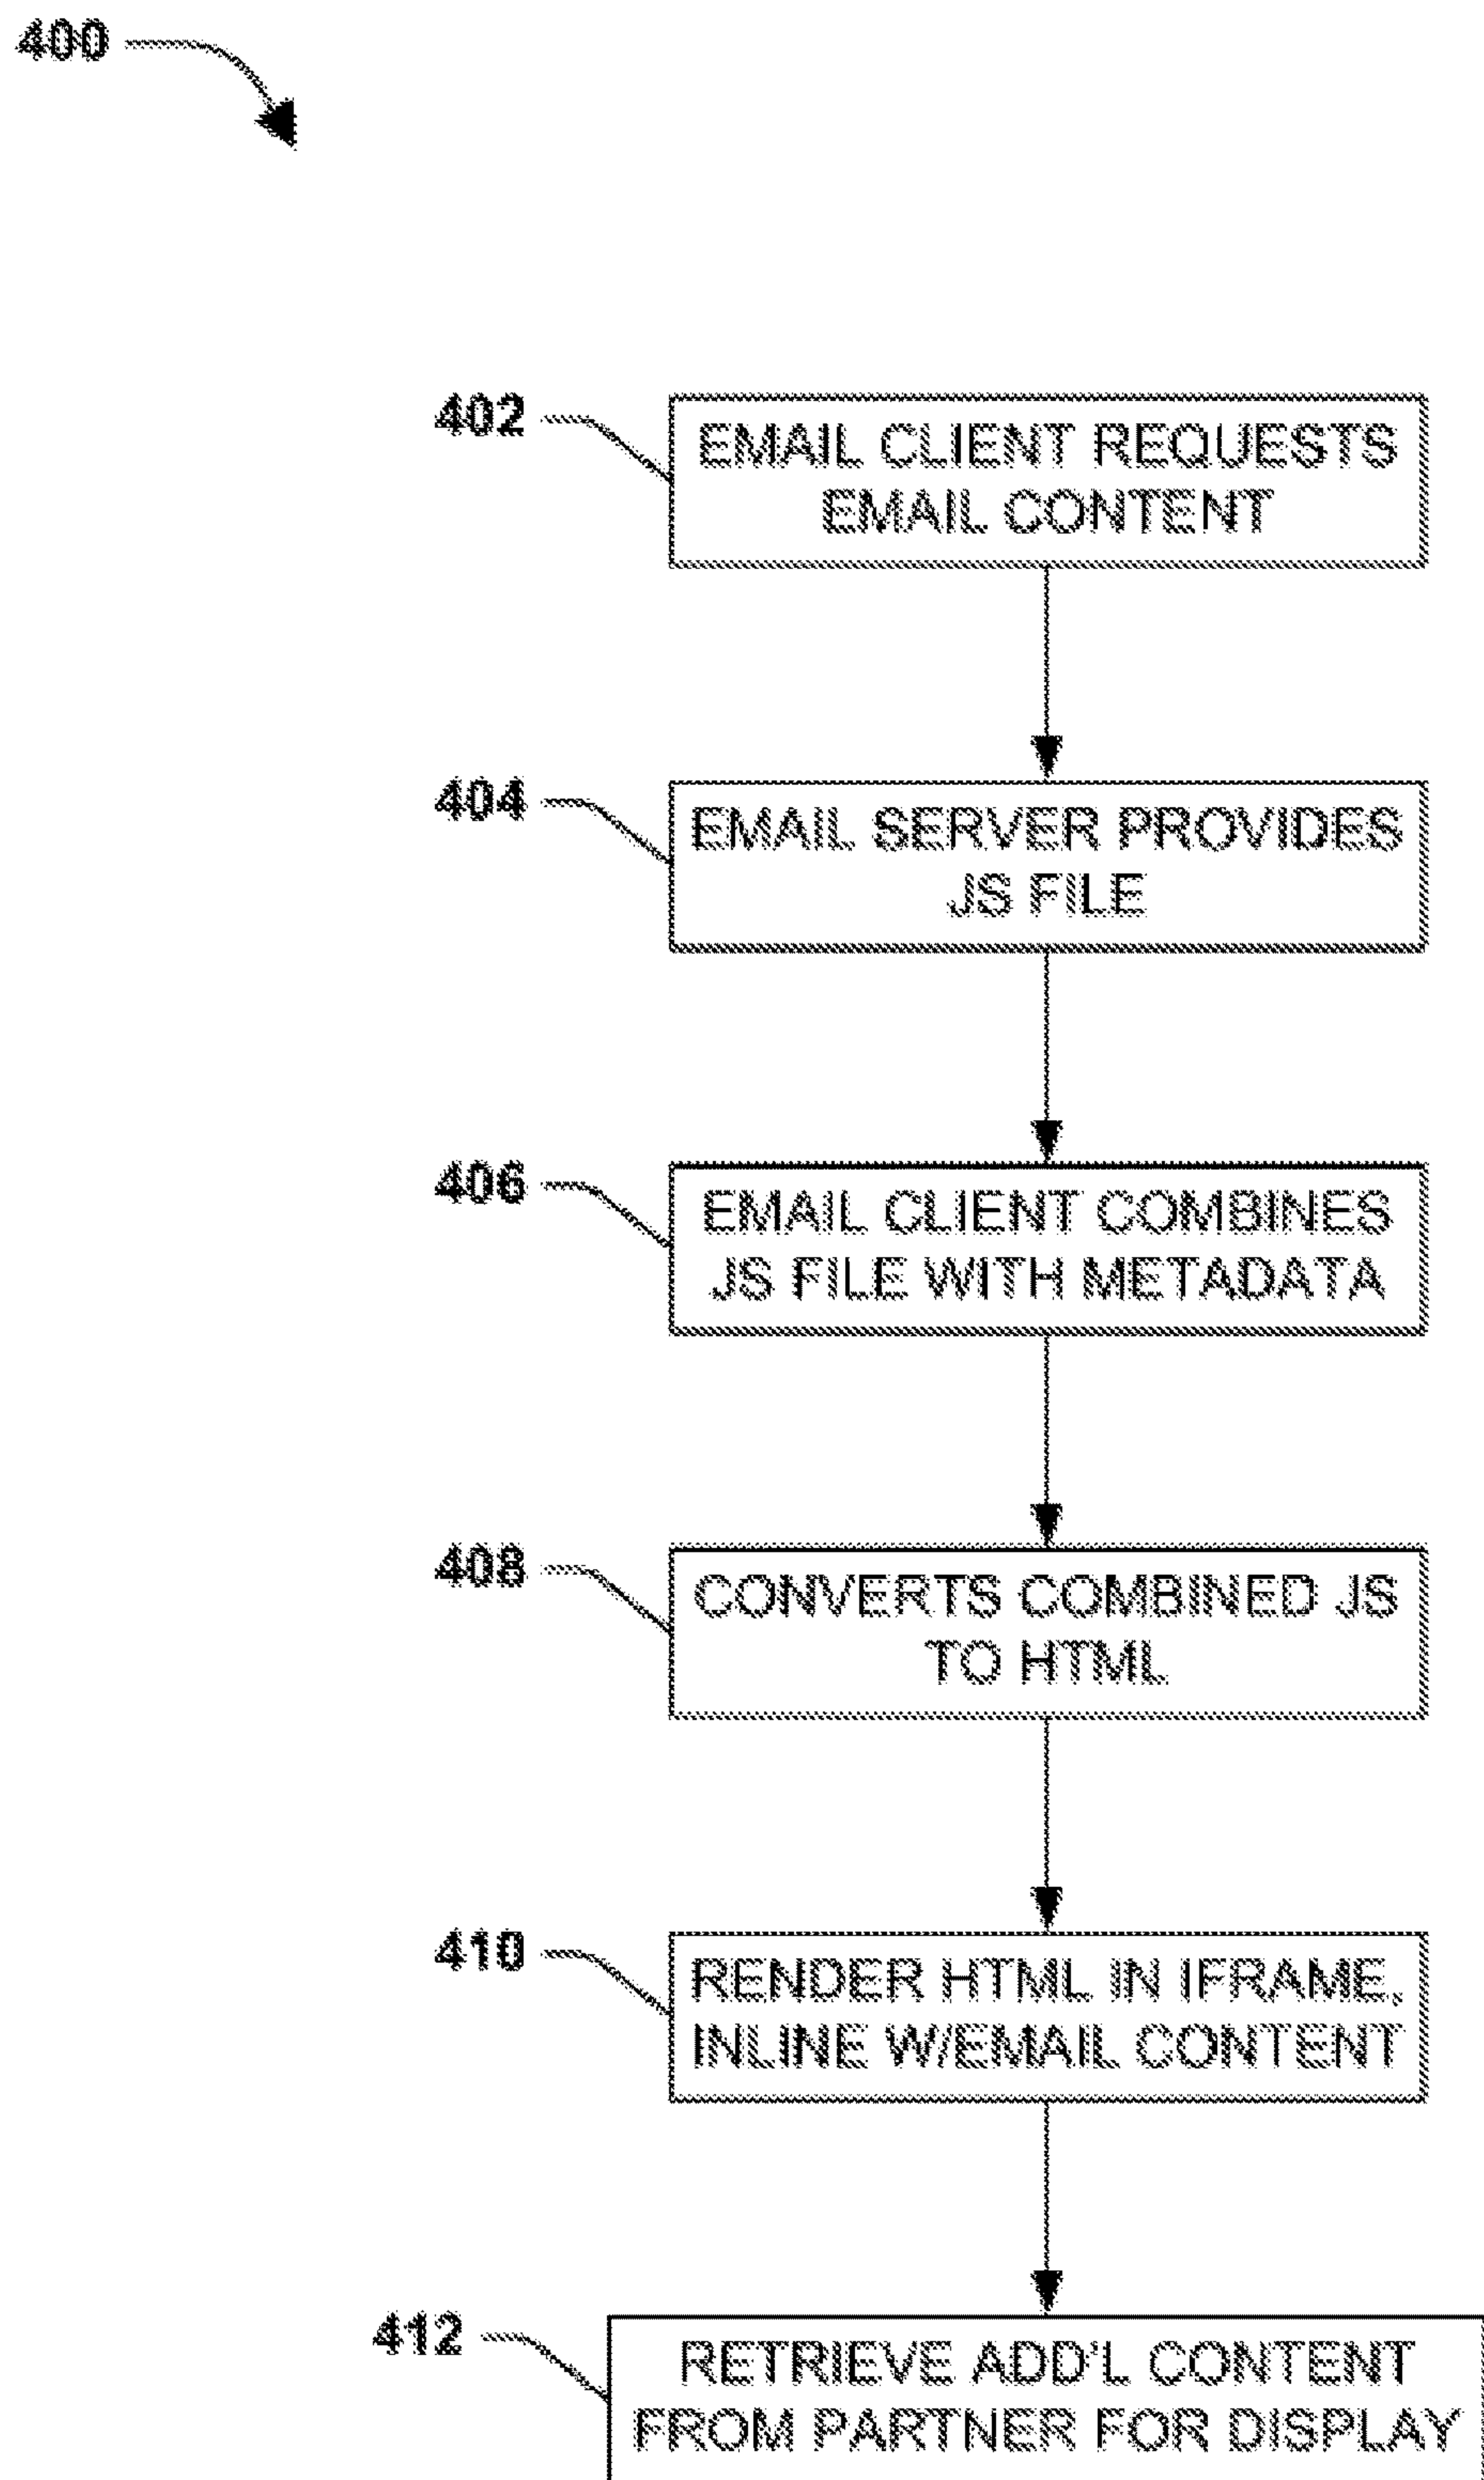 400
402
EMAIL CLIENT REQUESTS
EMAIL CONTENT
404
EMAIL SERVER PROVIDES
JS FILE
406
EMAIL CLIENT COMBINES
JS FILE WITH METADATA
408
CONVERTS COMBINED JS
TO HTML
410
RENDER HTML IN IFRAME,
INLINE W/EMAIL CONTENT
412
RETRIEVE ADD'L CONTENT
FROM PARTNER FOR DISPLAY